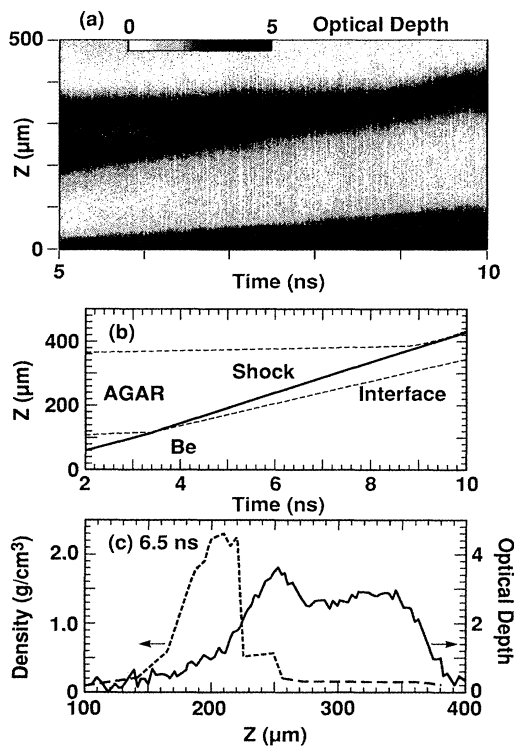 (a) 0 5 Optical Depth
500
Z (μm)
0
5 10
Time (ns)
(b)
400
200
0
Z (μm)
AGAR
Shock
Interface
Be
2 4 6 8 10
Time (ns)
(c) 6.5 ns
2.0
1.0
0
Density (g/cm³)
4
2
0
Optical Depth
100 200 300 400
Z (μm)